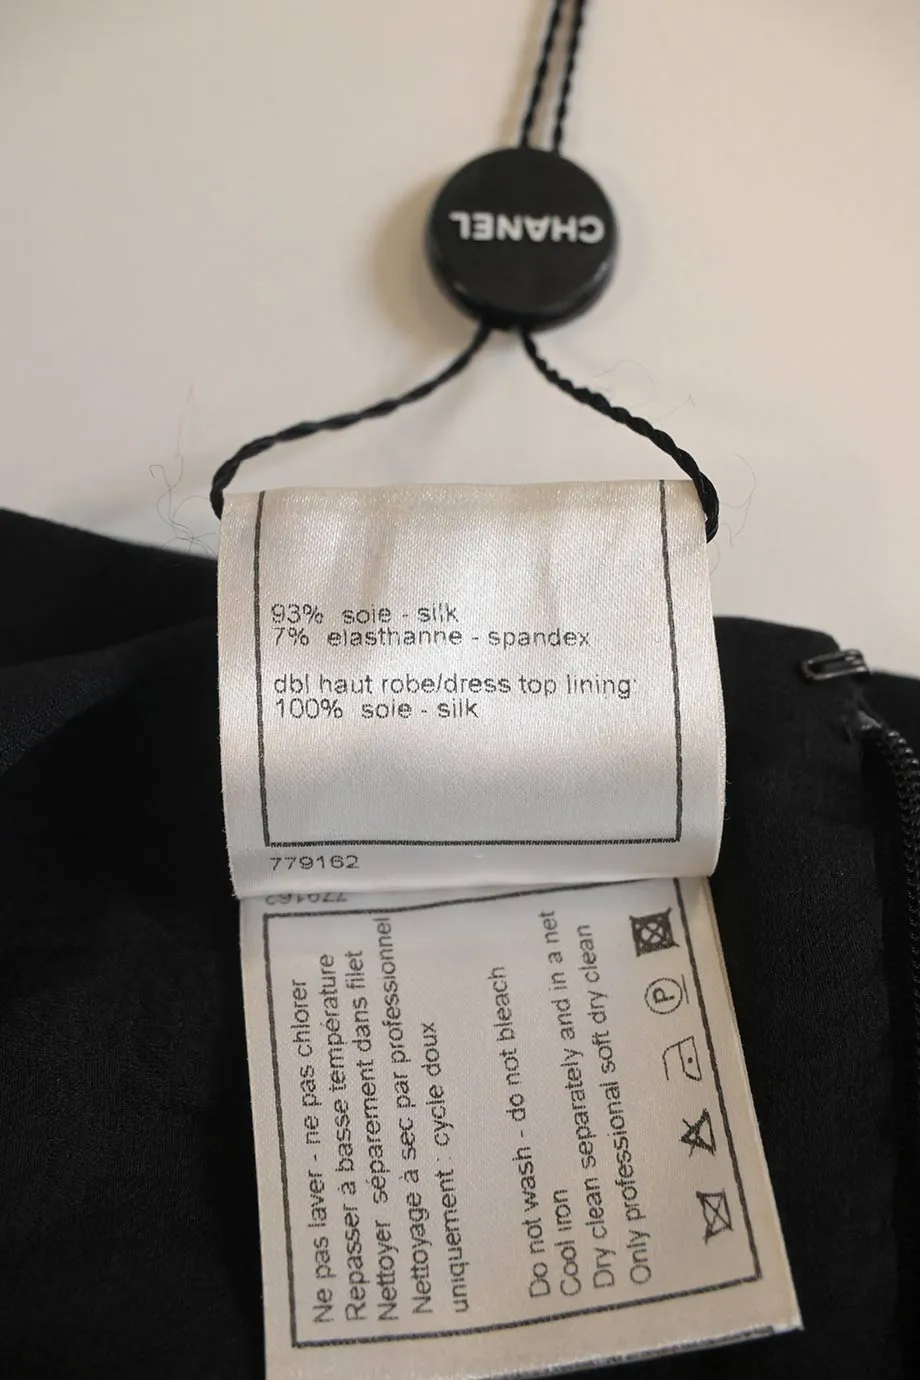 CHANEL
93% soie - silk
7% elasthanne - spandex
dbl haut robe/dress top lining:
100% soie - silk
779162
779162
Ne pas laver - ne pas chlorer
Repasser à basse température
Nettoyer séparement dans filet
Nettoyage à sec par professionnel
uniquement : cycle doux
Do not wash - do not bleach
Cool iron
Dry clean separately and in a net
Only professional soft dry clean
P